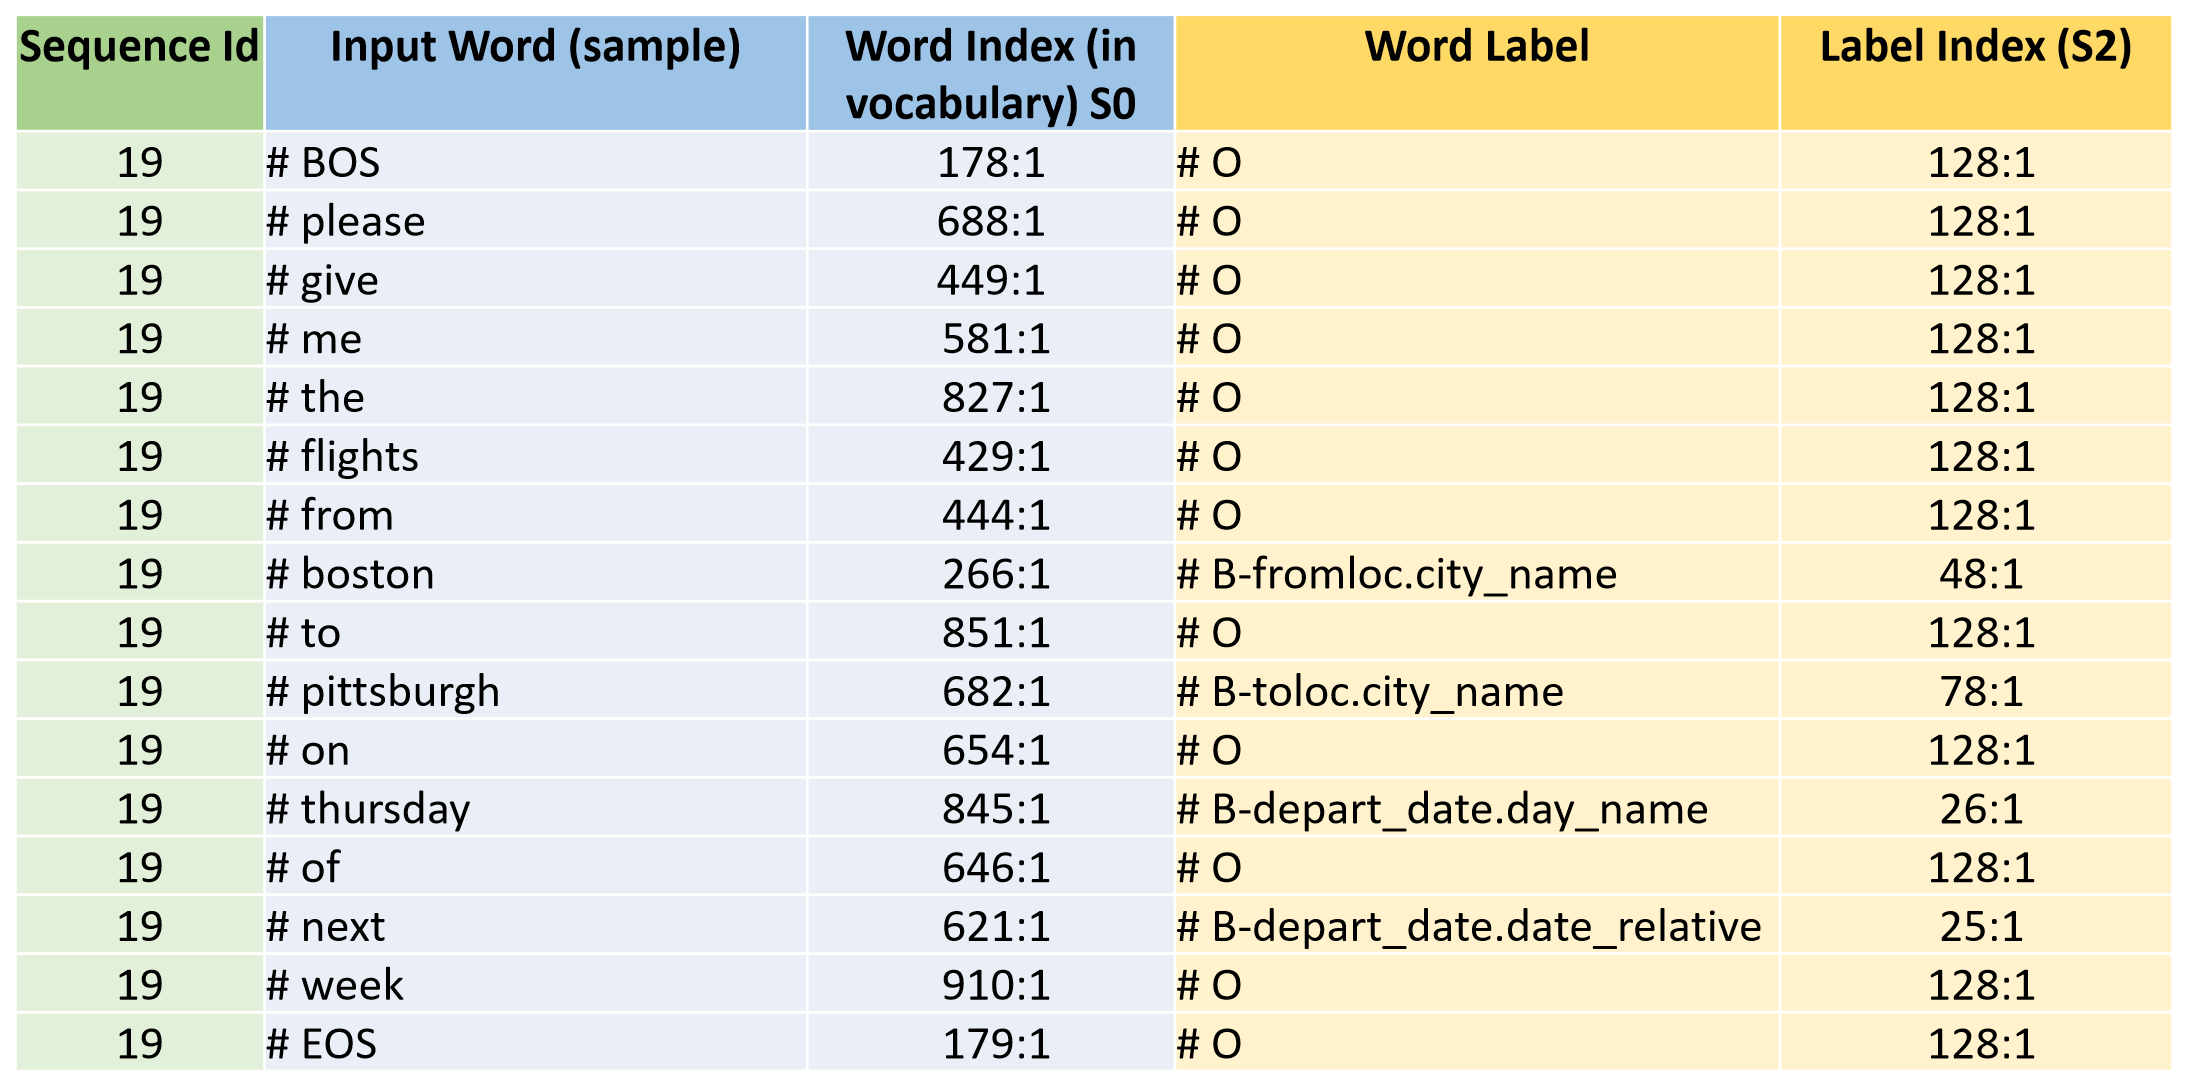 Sequence Id Input Word (sample) Word Index (in vocabulary) S0 Word Label Label Index (S2)
19 # BOS 178:1 # O 128:1
19 # please 688:1 # O 128:1
19 # give 449:1 # O 128:1
19 # me 581:1 # O 128:1
19 # the 827:1 # O 128:1
19 # flights 429:1 # O 128:1
19 # from 444:1 # O 128:1
19 # boston 266:1 # B-fromloc.city_name 48:1
19 # to 851:1 # O 128:1
19 # pittsburgh 682:1 # B-toloc.city_name 78:1
19 # on 654:1 # O 128:1
19 # thursday 845:1 # B-depart_date.day_name 26:1
19 # of 646:1 # O 128:1
19 # next 621:1 # B-depart_date.date_relative 25:1
19 # week 910:1 # O 128:1
19 # EOS 179:1 # O 128:1